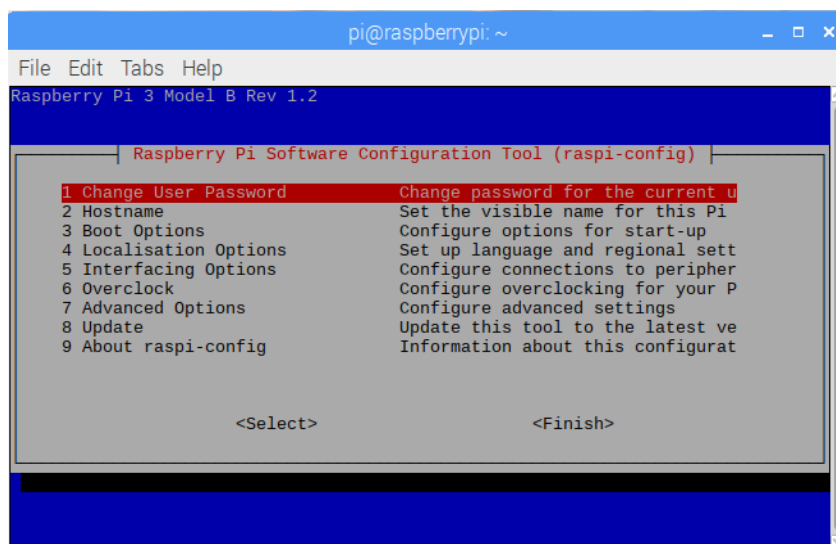 pi@raspberrypi: ~
File Edit Tabs Help
Raspberry Pi 3 Model B Rev 1.2
Raspberry Pi Software Configuration Tool (raspi-config)
1 Change User Password Change password for the current u
2 Hostname Set the visible name for this Pi
3 Boot Options Configure options for start-up
4 Localisation Options Set up language and regional sett
5 Interfacing Options Configure connections to peripher
6 Overclock Configure overclocking for your P
7 Advanced Options Configure advanced settings
8 Update Update this tool to the latest ve
9 About raspi-config Information about this configurat
<Select> <Finish>